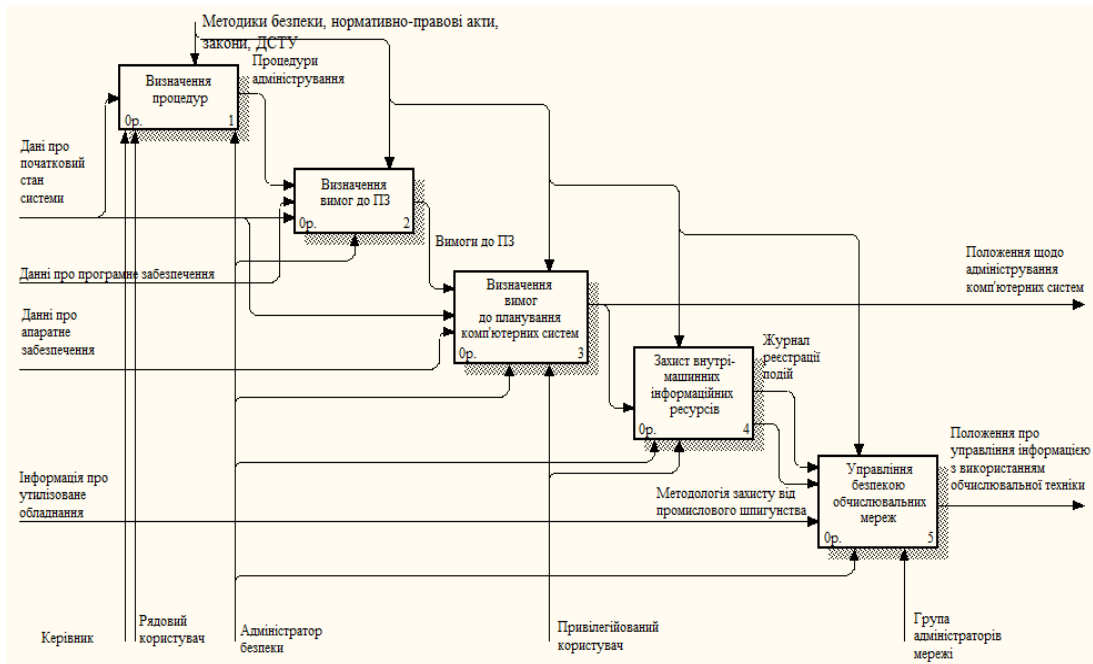 Методики безпеки, нормативно-правові акти,
закони, ДСТУ
Процедури
адміністрування
Визначення
процедур
0р. 1
Дані про
початковий
стан
системи
Визначення
вимог до ПЗ
0р. 2
Вимоги до ПЗ
Данні про програмне забезпечення
Визначення
вимог
до планування
комп'ютерних систем
0р. 3
Положення щодо
адміністрування
комп'ютерних систем
Данні про
апаратне
забезпечення
Захист внутрі-
машинних
інформаційних
ресурсів
0р. 4
Журнал
реєстрації
подій
Положення про
управління інформацією
з використанням
обчислювальної техніки
Управління
безпекою
обчислювальних
мереж
0р. 5
Інформація про
утилізоване
обладнання
Методологія захисту від
промислового шпигунства
Керівник
Рядовий
користувач
Адміністратор
безпеки
Привілегійований
користувач
Група
адміністраторів
мережі